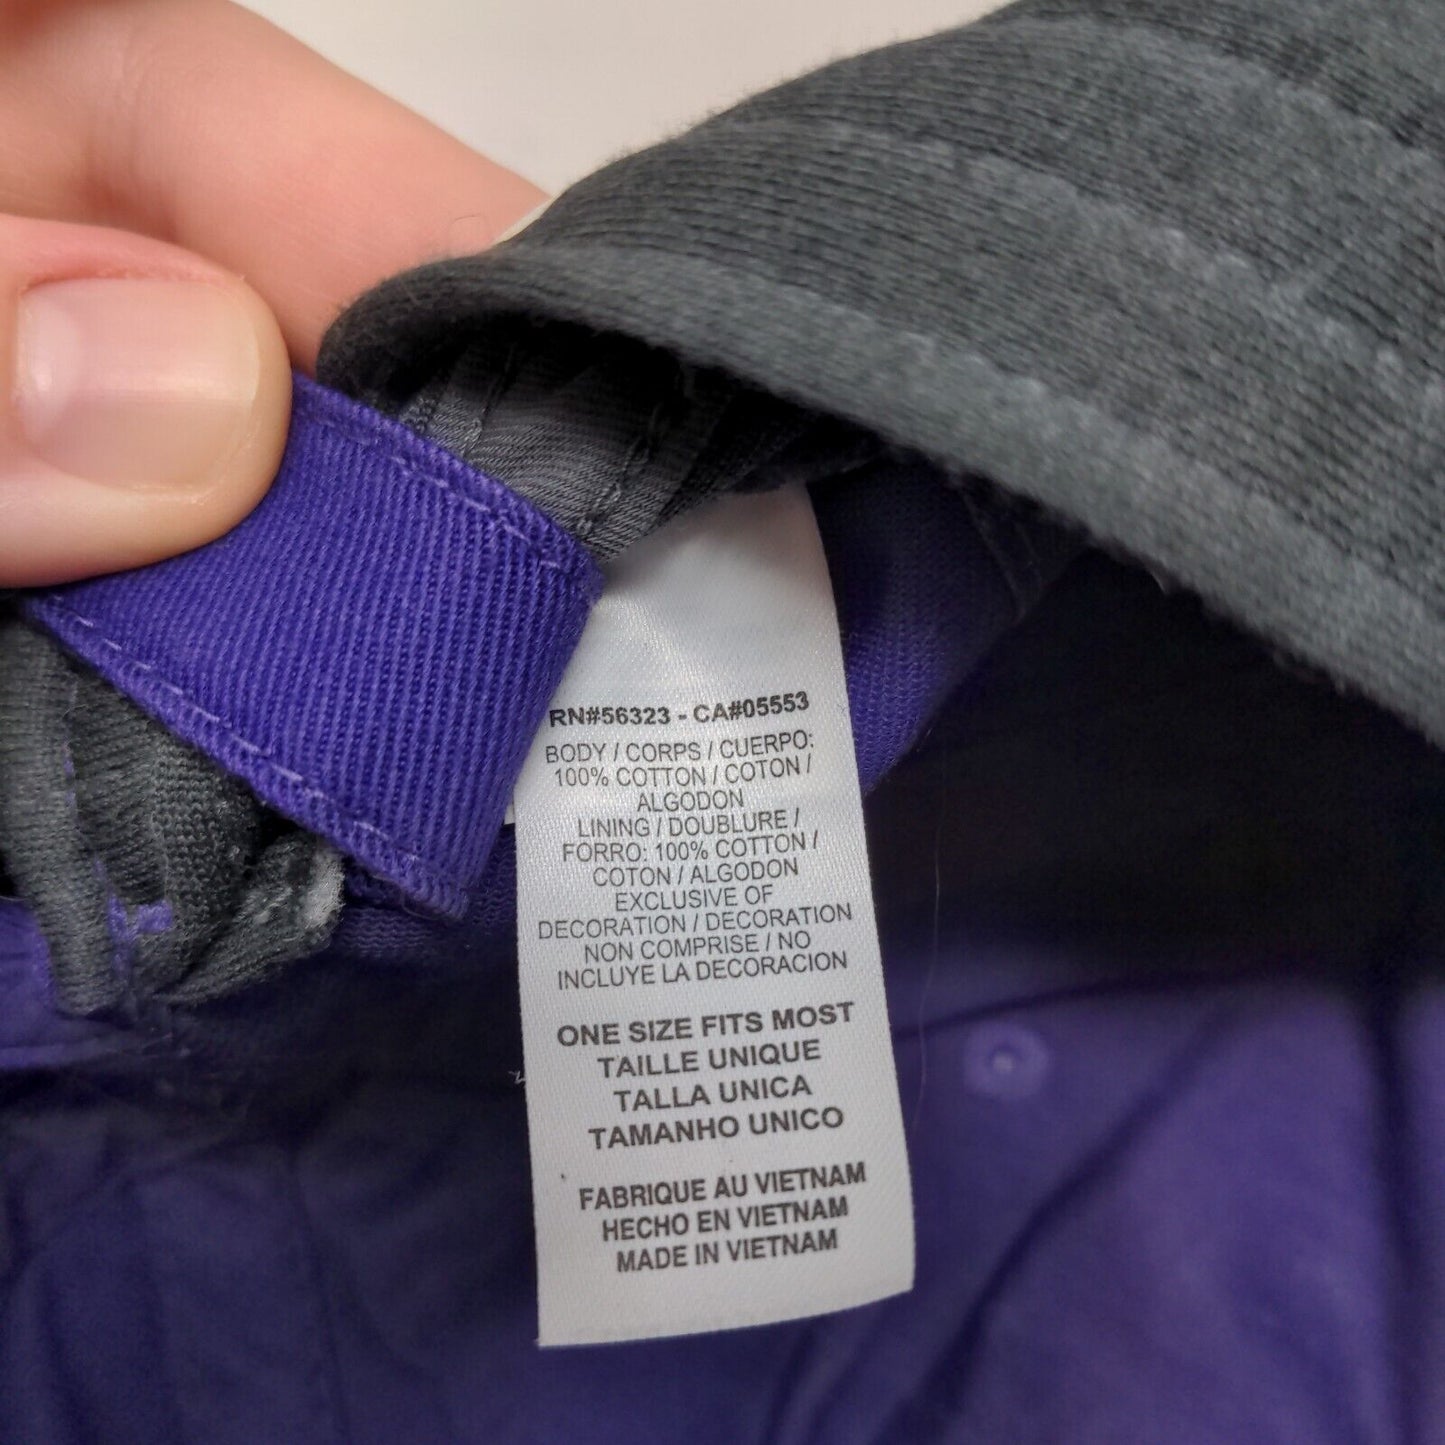 RN#56323 - CA#05553
BODY / CORPS / CUERPO:
100% COTTON / COTON /
ALGODON
LINING / DOUBLURE /
FORRO: 100% COTTON /
COTON / ALGODON
EXCLUSIVE OF
DECORATION / DECORATION
NON COMPRISE / NO
INCLUYE LA DECORACION
ONE SIZE FITS MOST
TAILLE UNIQUE
TALLA UNICA
TAMANHO UNICO
FABRIQUE AU VIETNAM
HECHO EN VIETNAM
MADE IN VIETNAM